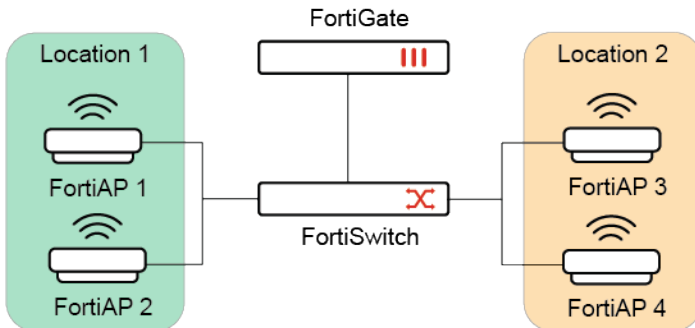 FortiGate
Location 1
Location 2
FortiAP 1
FortiAP 3
FortiSwitch
FortiAP 2
FortiAP 4